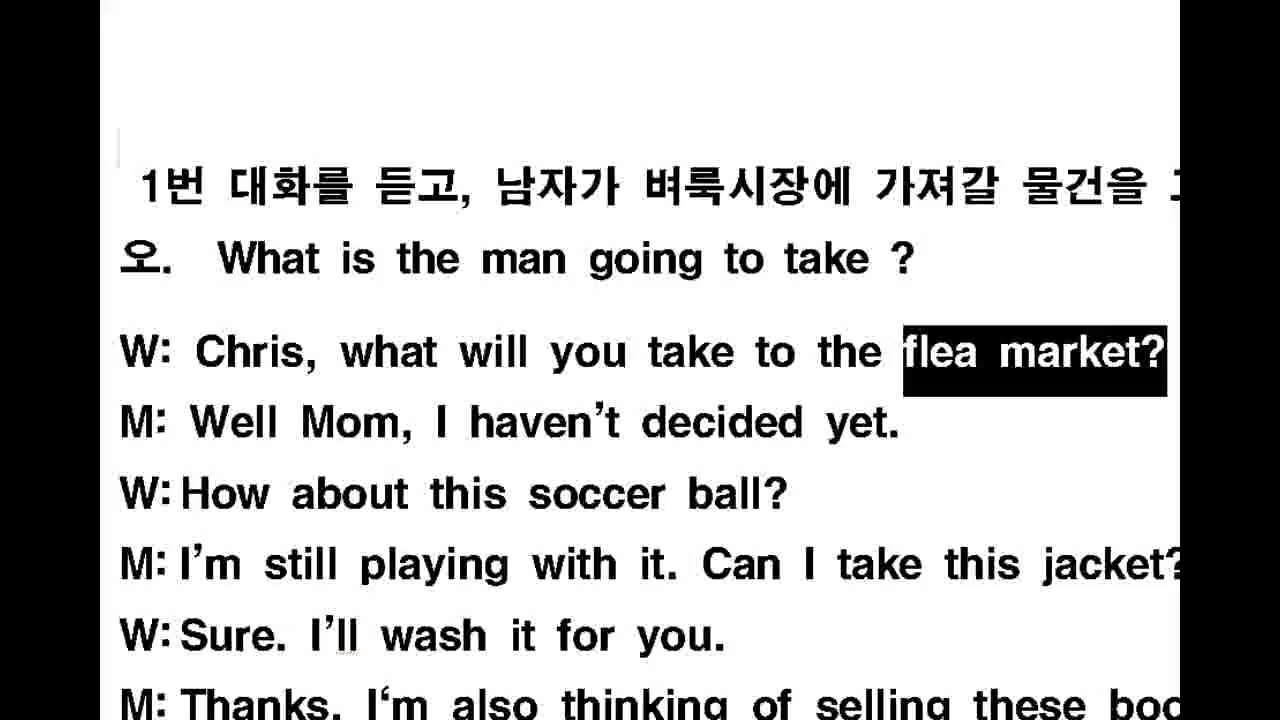 1번 대화를 듣고, 남자가 벼룩시장에 가져갈 물건을
오. What is the man going to take ?
W: Chris, what will you take to the flea market?
M: Well Mom, I haven’t decided yet.
W: How about this soccer ball?
M: I’m still playing with it. Can I take this jacket?
W: Sure. I’ll wash it for you.
M: Thanks. I‘m also thinking of selling these